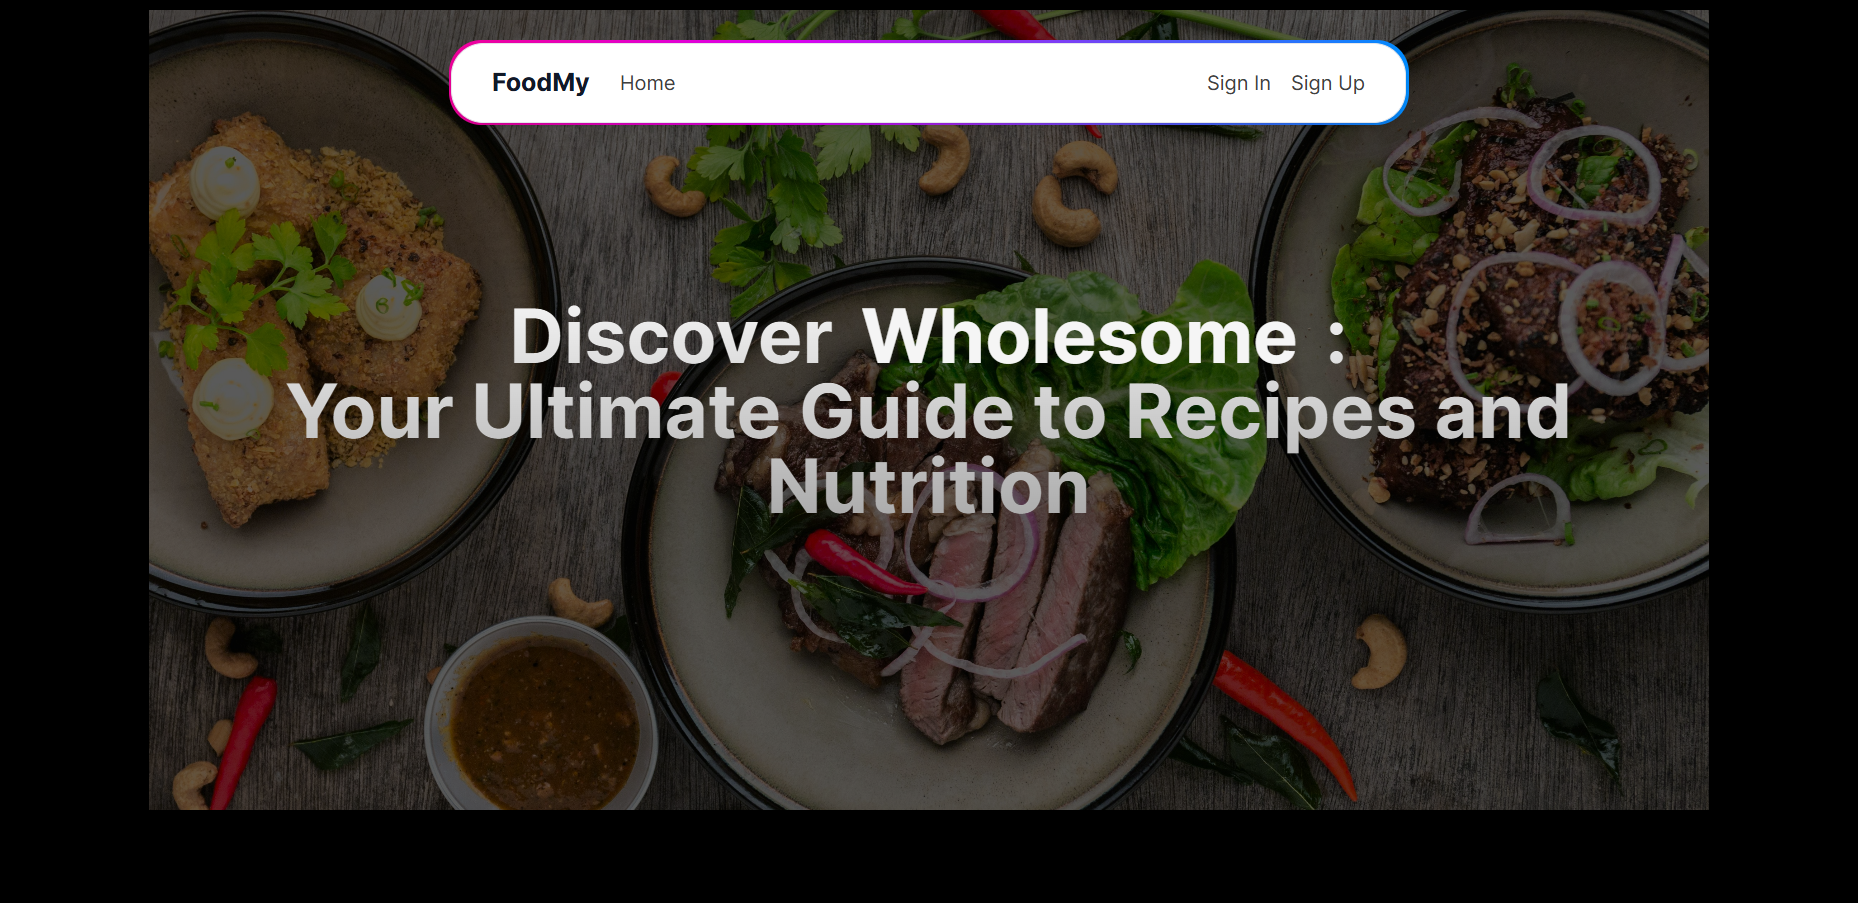 FoodMy Home Sign In Sign Up
Discover Wholesome :
Your Ultimate Guide to Recipes and
Nutrition